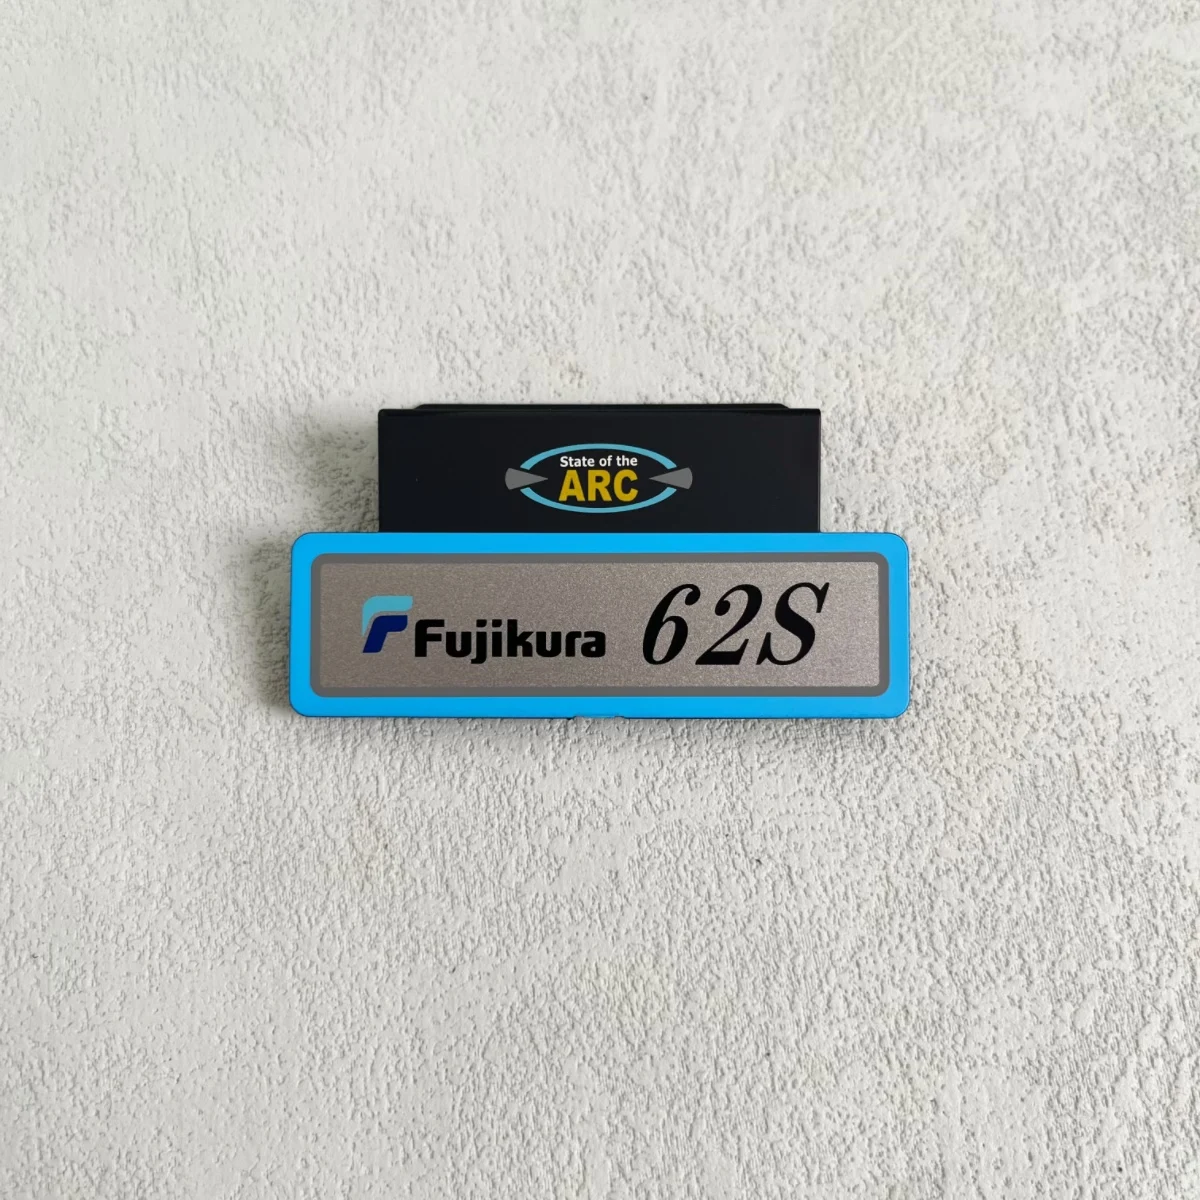 State of the
ARC
Fujikura 62S